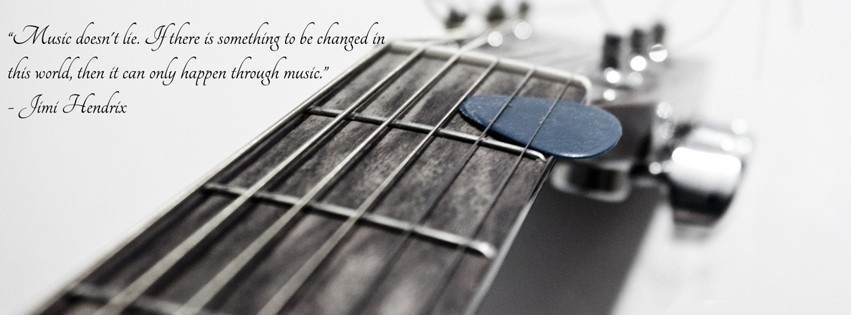 “Music doesn't lie. If there is something to be changed in
this world, then it can only happen through music.”
- Jimi Hendrix